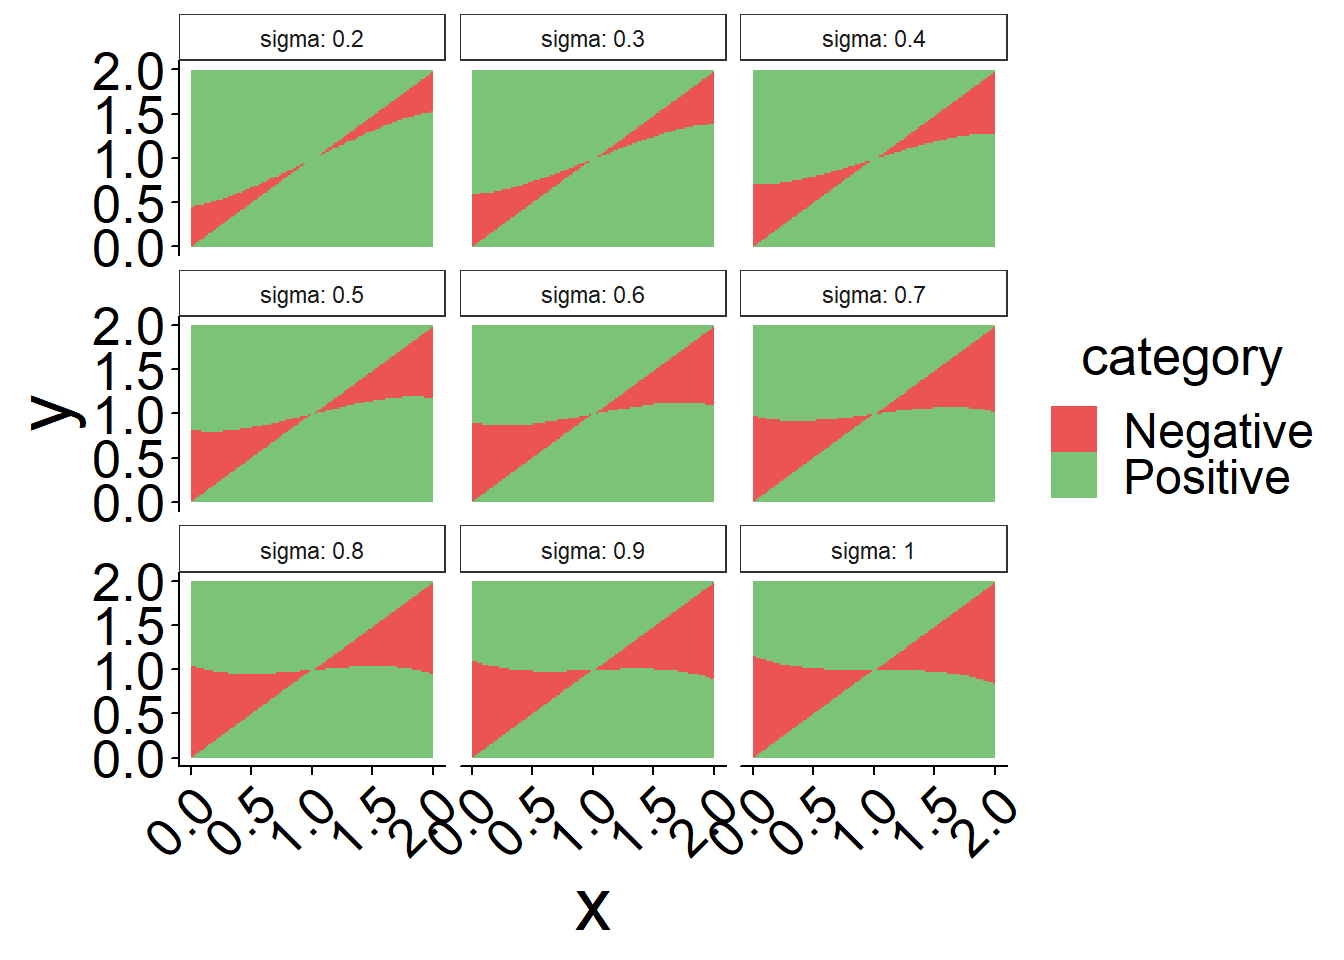 sigma: 0.2
sigma: 0.3
sigma: 0.4
2.0
1.5
1.0
0.5
0.0
sigma: 0.5
sigma: 0.6
sigma: 0.7
2.0
1.5
1.0
0.5
0.0
sigma: 0.8
sigma: 0.9
sigma: 1
2.0
1.5
1.0
0.5
0.0
0.0 0.5 1.0 1.5 2.0
0.0 0.5 1.0 1.5 2.0
0.0 0.5 1.0 1.5 2.0
x
y
category
Negative
Positive